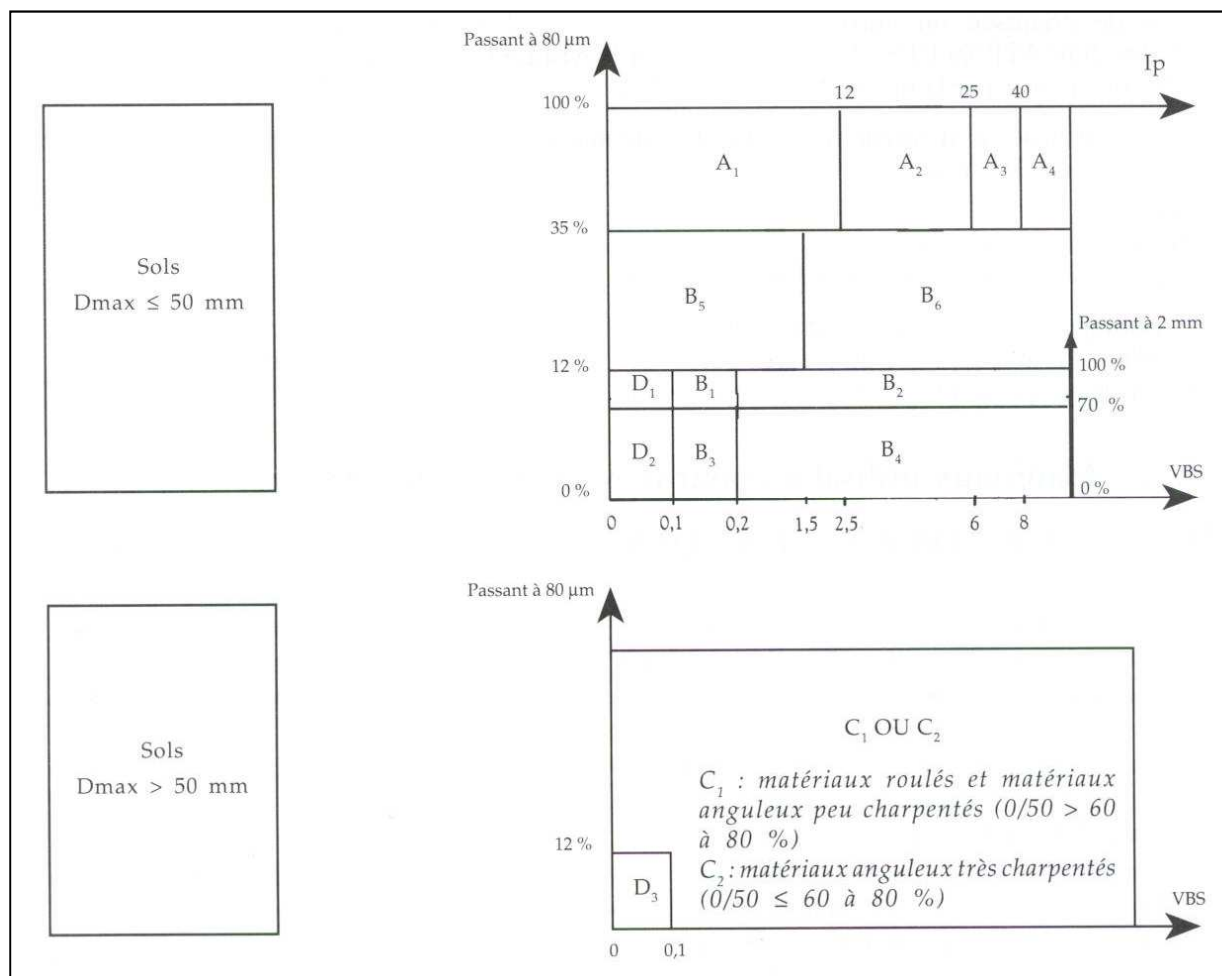 Passant à 80 µm
Ip
12 25 40
100 %
A1 A2 A3 A4
35 %
Sols
Dmax ≤ 50 mm
B5 B6
Passant à 2 mm
12 %
100 %
D1 B1 B2
70 %
D2 B3 B4
VBS
0 %
0 %
0 0,1 0,2 1,5 2,5 6 8
Passant à 80 µm
Sols
Dmax > 50 mm
C1 OU C2
C1 : matériaux roulés et matériaux
anguleux peu charpentés (0/50 > 60
à 80 %)
C2 : matériaux anguleux très charpentés
(0/50 ≤ 60 à 80 %)
12 %
D3
VBS
0 0,1